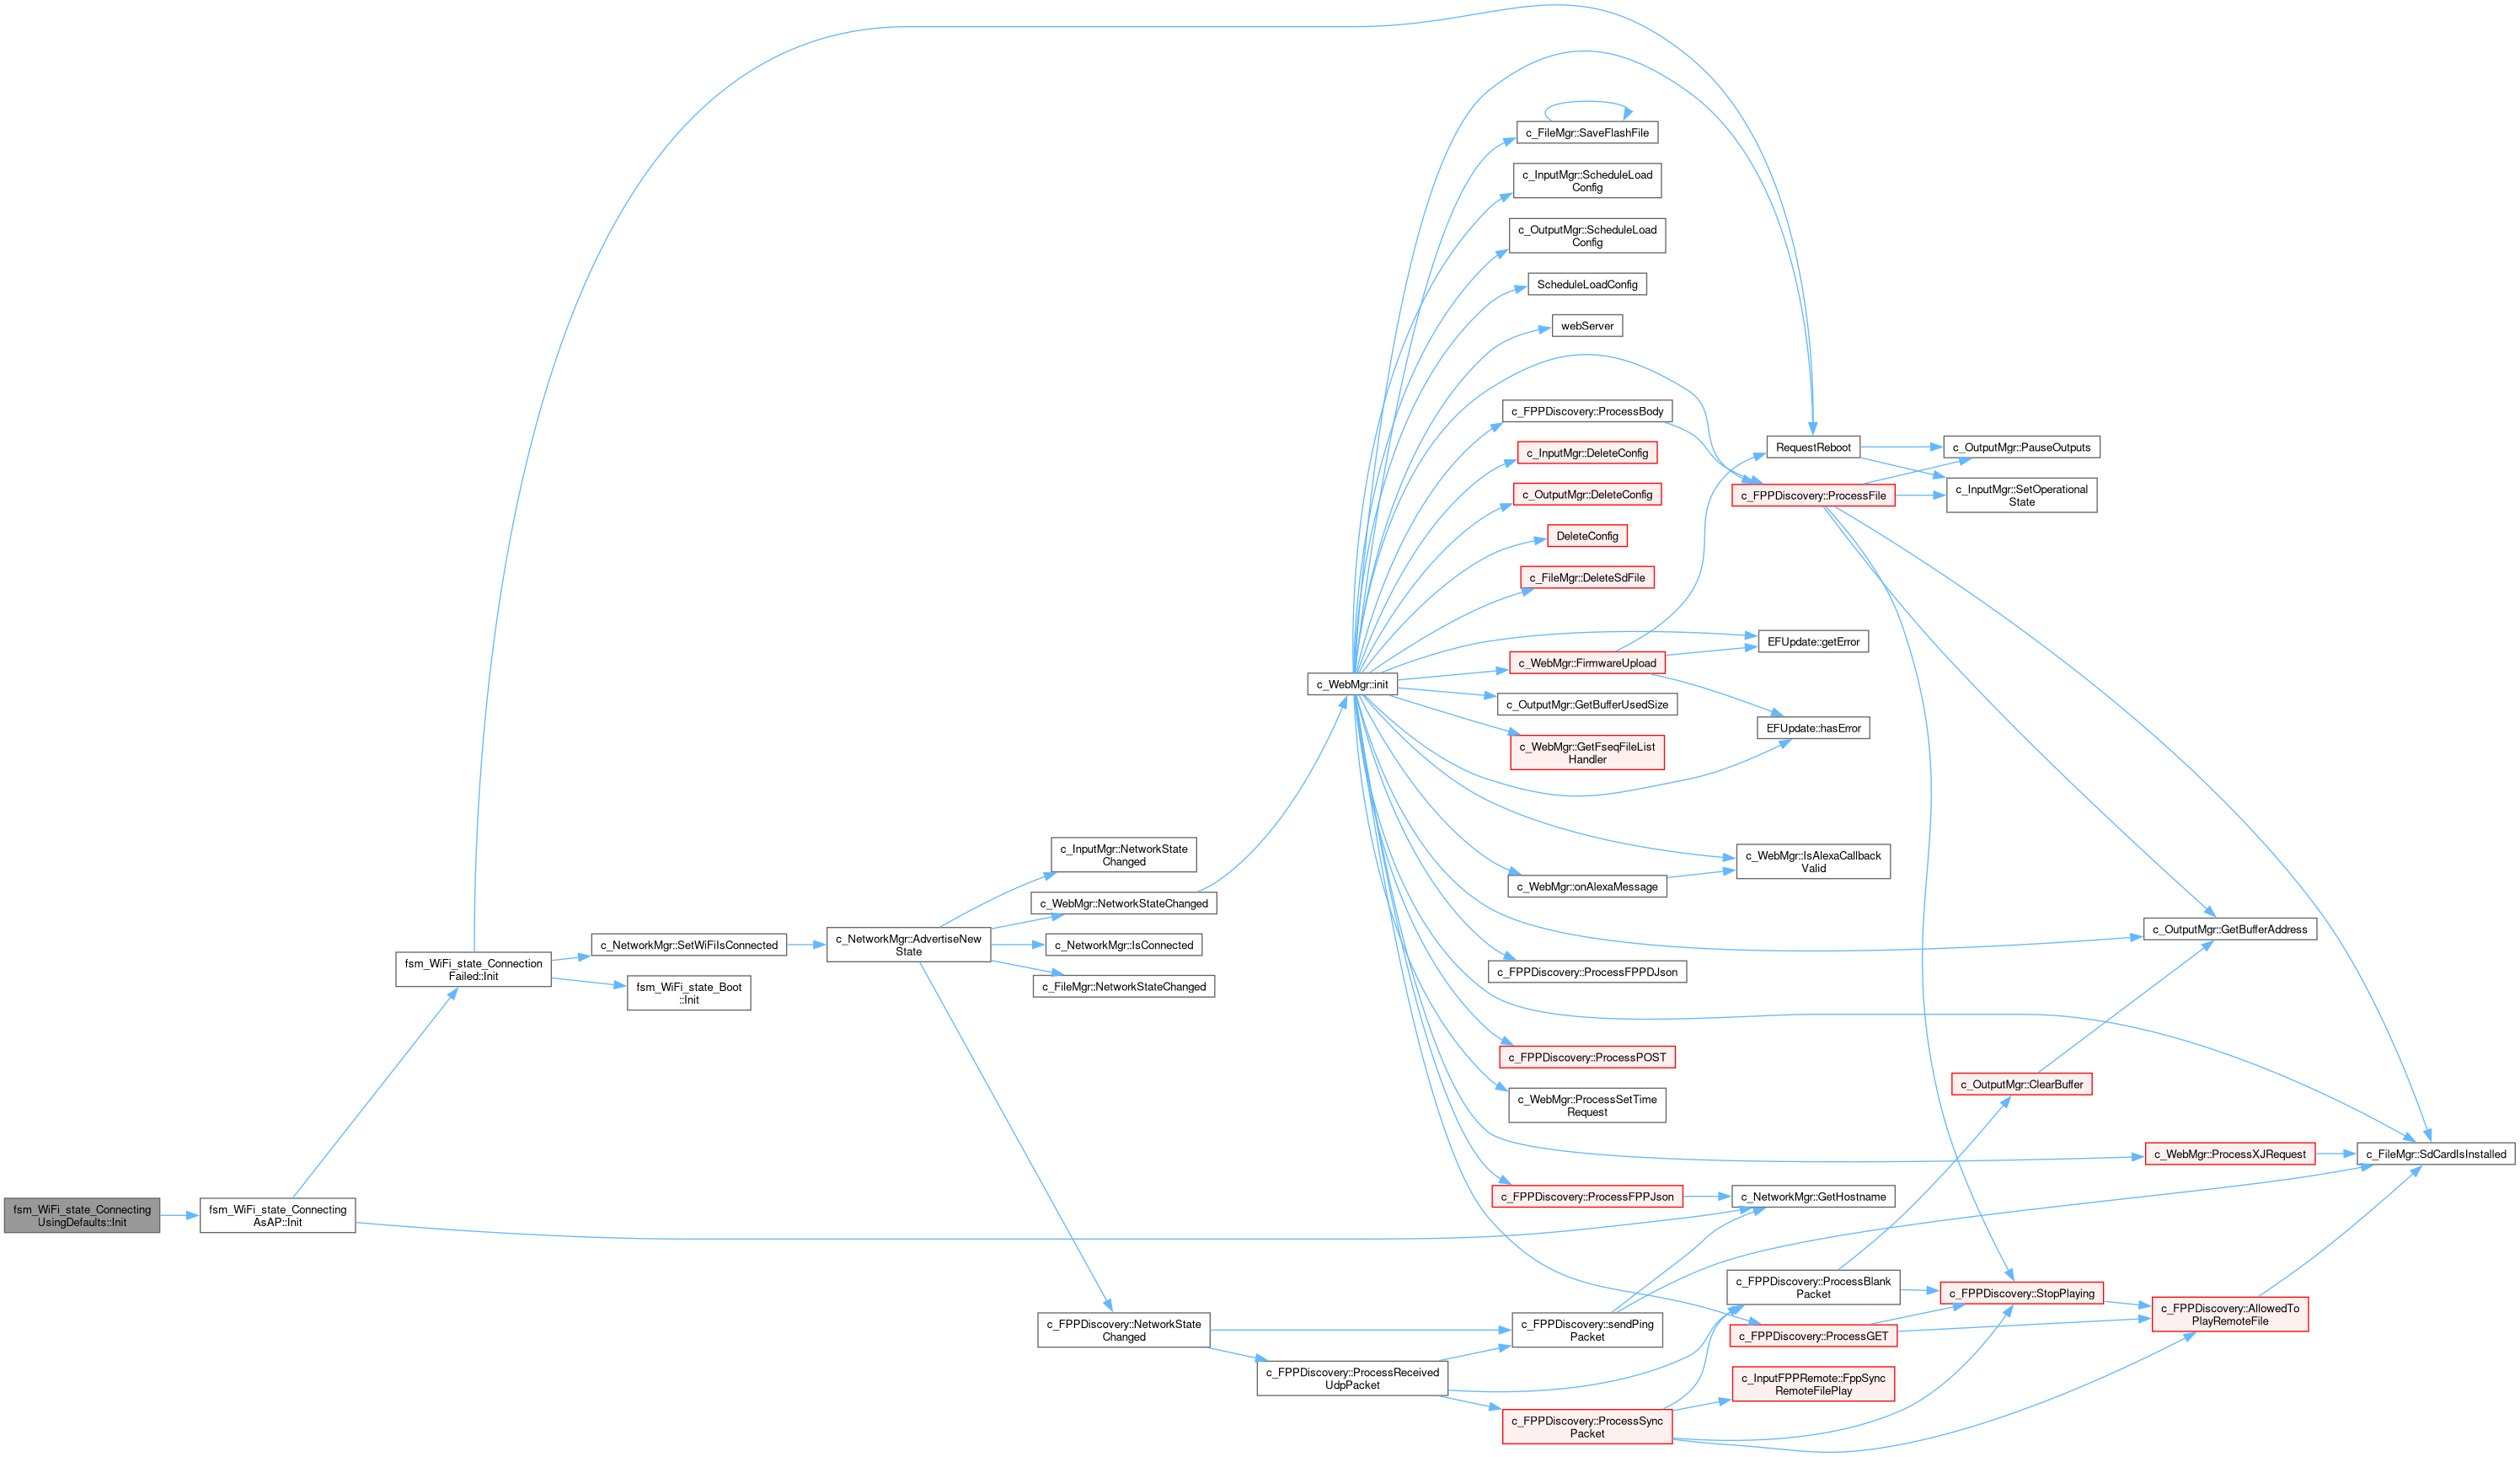 fsm_WiFi_state_Connecting
UsingDefaults::Init
fsm_WiFi_state_Connecting
AsAP::Init
fsm_WiFi_state_Connection
Failed::Init
c_NetworkMgr::SetWiFiIsConnected
fsm_WiFi_state_Boot
::Init
c_NetworkMgr::AdvertiseNew
State
c_InputMgr::NetworkState
Changed
c_WebMgr::NetworkStateChanged
c_NetworkMgr::IsConnected
c_FileMgr::NetworkStateChanged
c_FPPDiscovery::NetworkState
Changed
c_WebMgr::init
c_FPPDiscovery::ProcessReceived
UdpPacket
c_FileMgr::SaveFlashFile
c_InputMgr::ScheduleLoad
Config
c_OutputMgr::ScheduleLoad
Config
ScheduleLoadConfig
webServer
c_FPPDiscovery::ProcessBody
c_InputMgr::DeleteConfig
c_OutputMgr::DeleteConfig
DeleteConfig
c_FileMgr::DeleteSdFile
c_WebMgr::FirmwareUpload
c_OutputMgr::GetBufferUsedSize
c_WebMgr::GetFseqFileList
Handler
c_WebMgr::onAlexaMessage
c_FPPDiscovery::ProcessFPPDJson
c_FPPDiscovery::ProcessPOST
c_WebMgr::ProcessSetTime
Request
c_FPPDiscovery::ProcessFPPJson
c_FPPDiscovery::sendPing
Packet
c_FPPDiscovery::ProcessSync
Packet
RequestReboot
c_FPPDiscovery::ProcessFile
EFUpdate::getError
EFUpdate::hasError
c_WebMgr::IsAlexaCallback
Valid
c_NetworkMgr::GetHostname
c_FPPDiscovery::ProcessBlank
Packet
c_FPPDiscovery::ProcessGET
c_InputFPPRemote::FppSync
RemoteFilePlay
c_OutputMgr::PauseOutputs
c_InputMgr::SetOperational
State
c_OutputMgr::ClearBuffer
c_FPPDiscovery::StopPlaying
c_OutputMgr::GetBufferAddress
c_WebMgr::ProcessXJRequest
c_FPPDiscovery::AllowedTo
PlayRemoteFile
c_FileMgr::SdCardIsInstalled